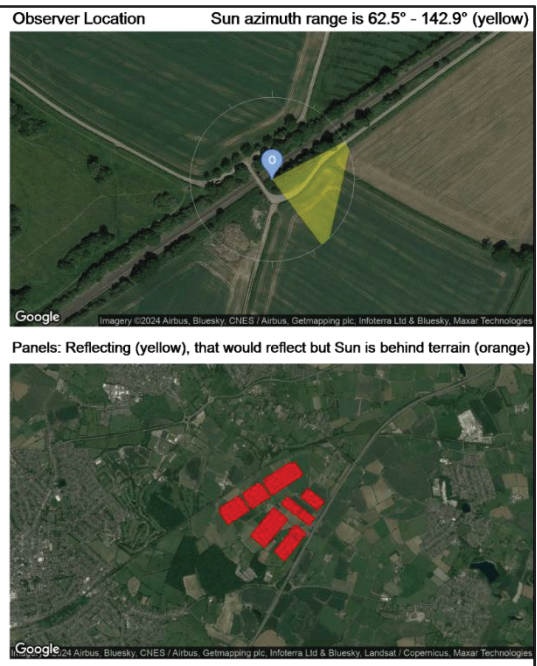 Observer Location Sun azimuth range is 62.5° - 142.9° (yellow)
O
Google
Imagery ©2024 Airbus, Bluesky, CNES / Airbus, Getmapping plc, Infoterra Ltd & Bluesky, Maxar Technologies
Panels: Reflecting (yellow), that would reflect but Sun is behind terrain (orange)
Google
24 Airbus, Bluesky, CNES / Airbus, Getmapping plc, Infoterra Ltd & Bluesky, Landsat / Copernicus, Maxar Technologies